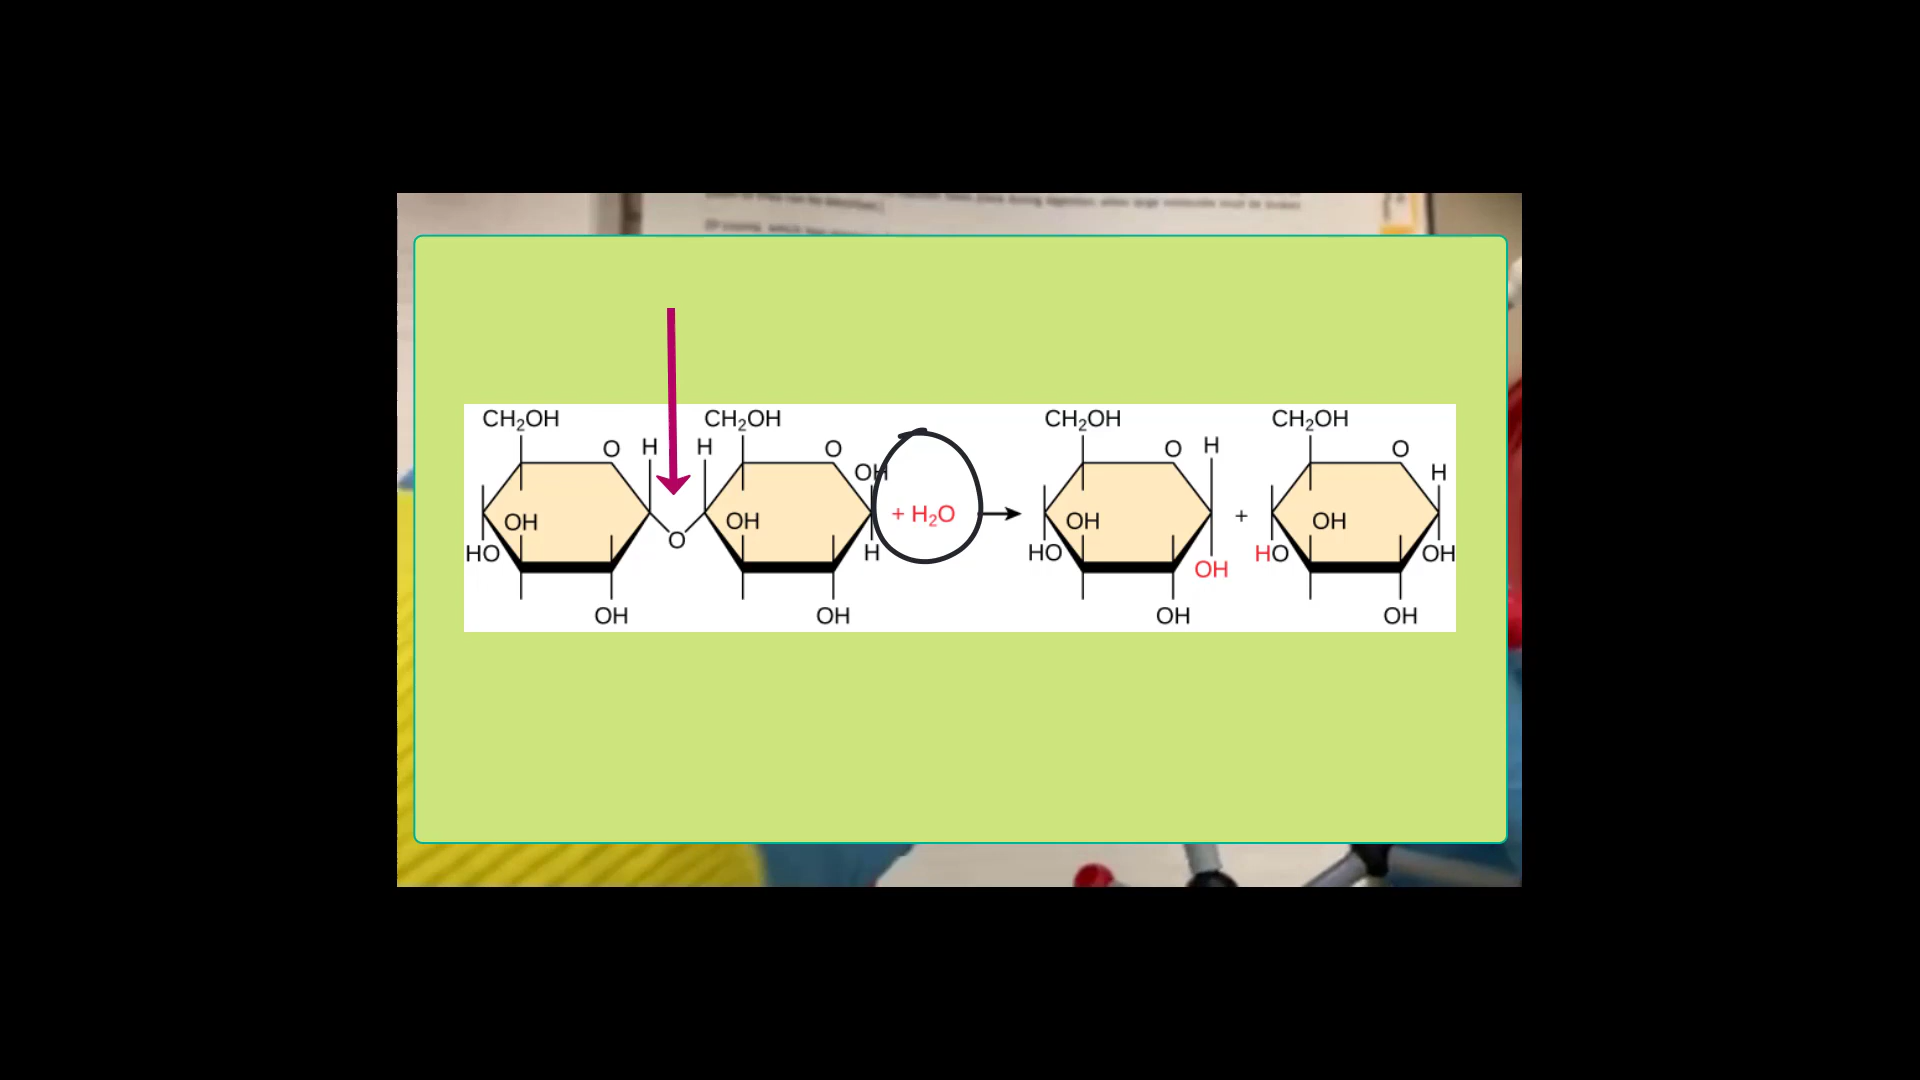 CH₂OH CH₂OH CH₂OH CH₂OH
O H H O O H O
OH H
OH OH + H₂O → OH + OH
HO O H HO OH HO OH
OH OH OH OH